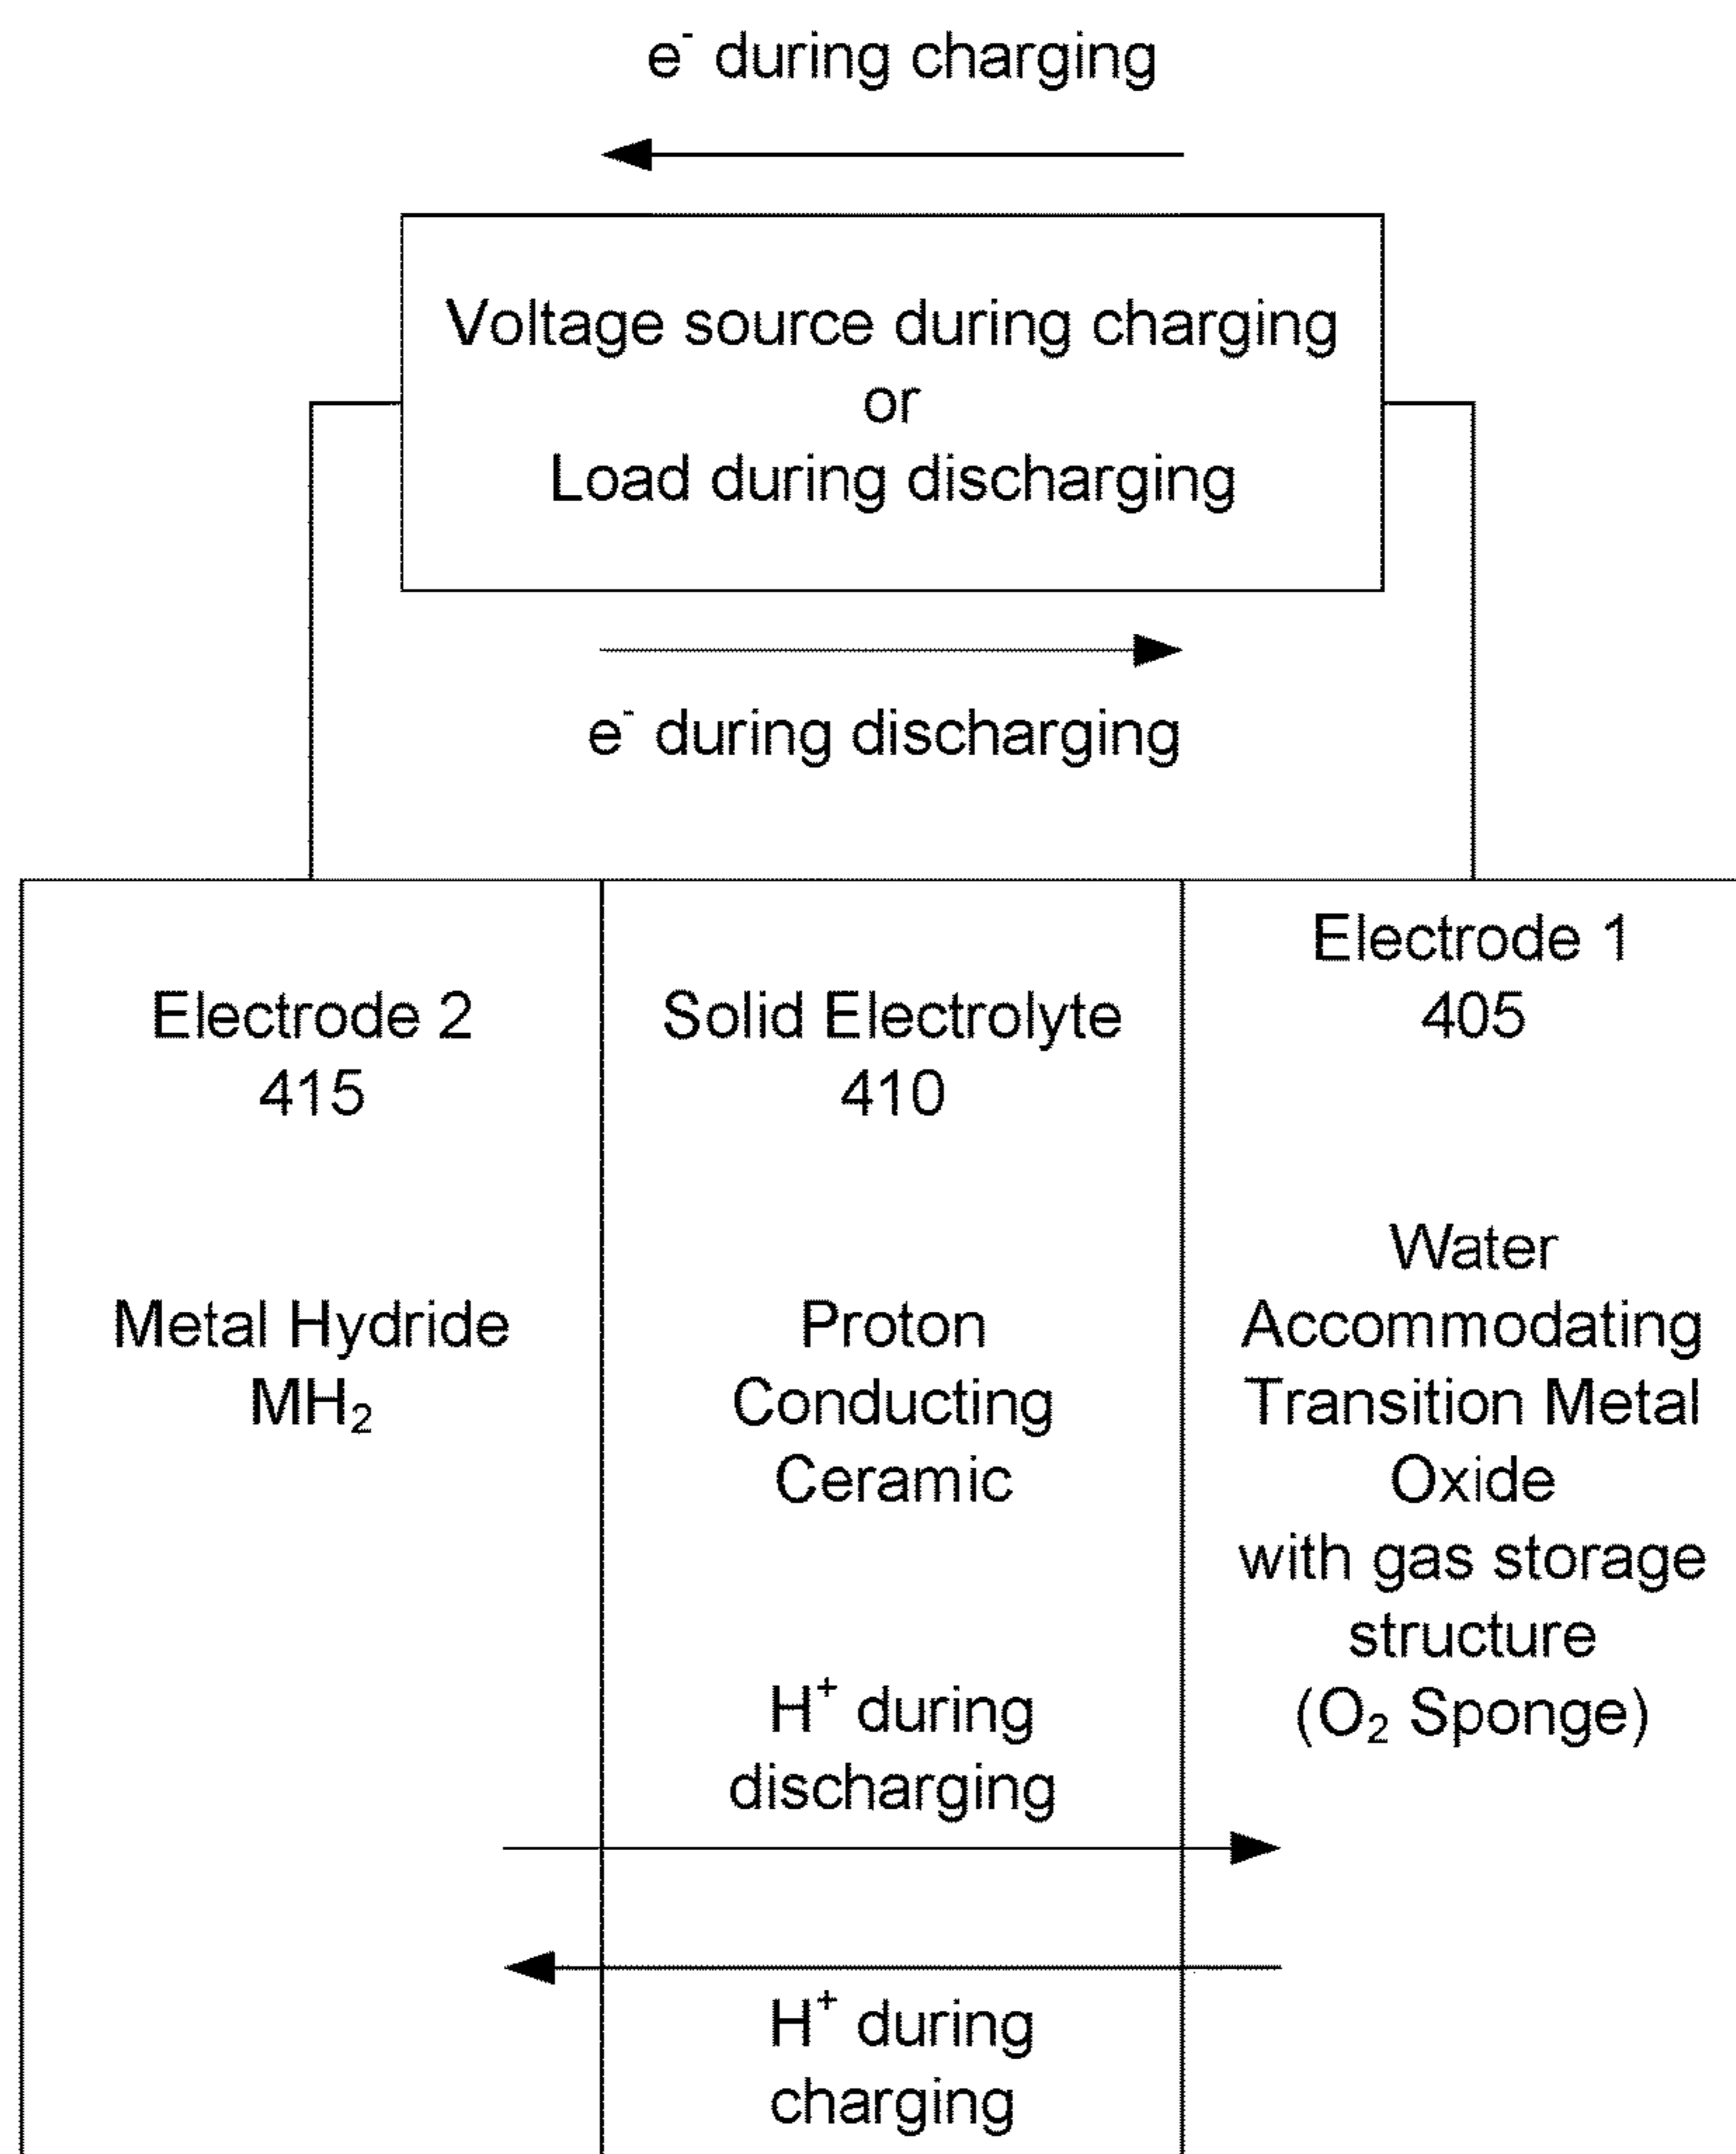 e⁻ during charging
Voltage source during charging
or
Load during discharging
e⁻ during discharging
Electrode 2
415
Metal Hydride
MH₂
Solid Electrolyte
410
Proton
Conducting
Ceramic
H⁺ during
discharging
H⁺ during
charging
Electrode 1
405
Water
Accommodating
Transition Metal
Oxide
with gas storage
structure
(O₂ Sponge)